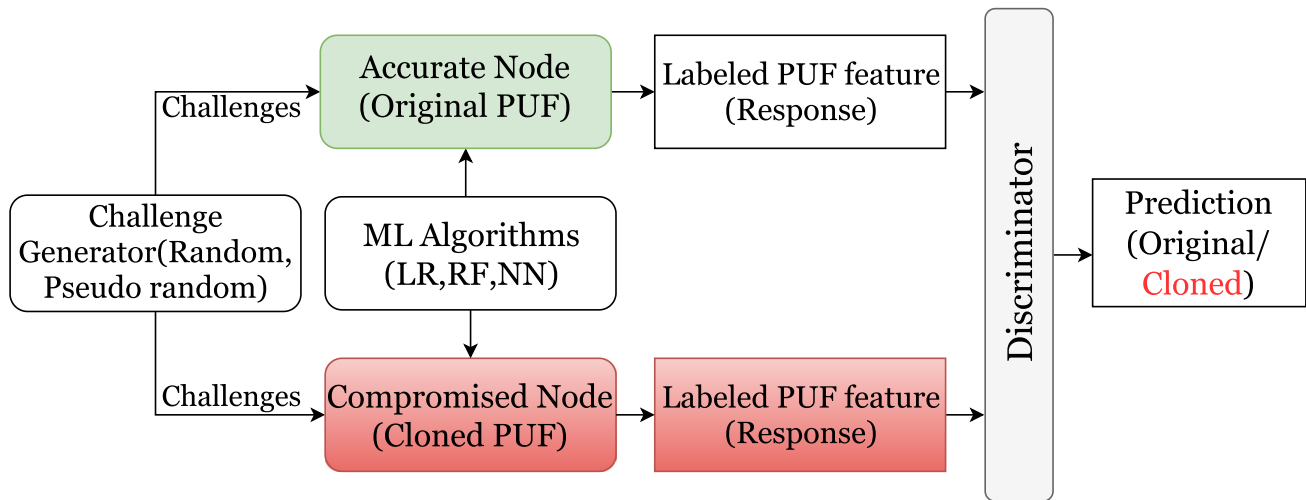 Challenge
Generator(Random,
Pseudo random)
Challenges
Accurate Node
(Original PUF)
Labeled PUF feature
(Response)
ML Algorithms
(LR,RF,NN)
Challenges
Compromised Node
(Cloned PUF)
Labeled PUF feature
(Response)
Discriminator
Prediction
(Original/
Cloned)